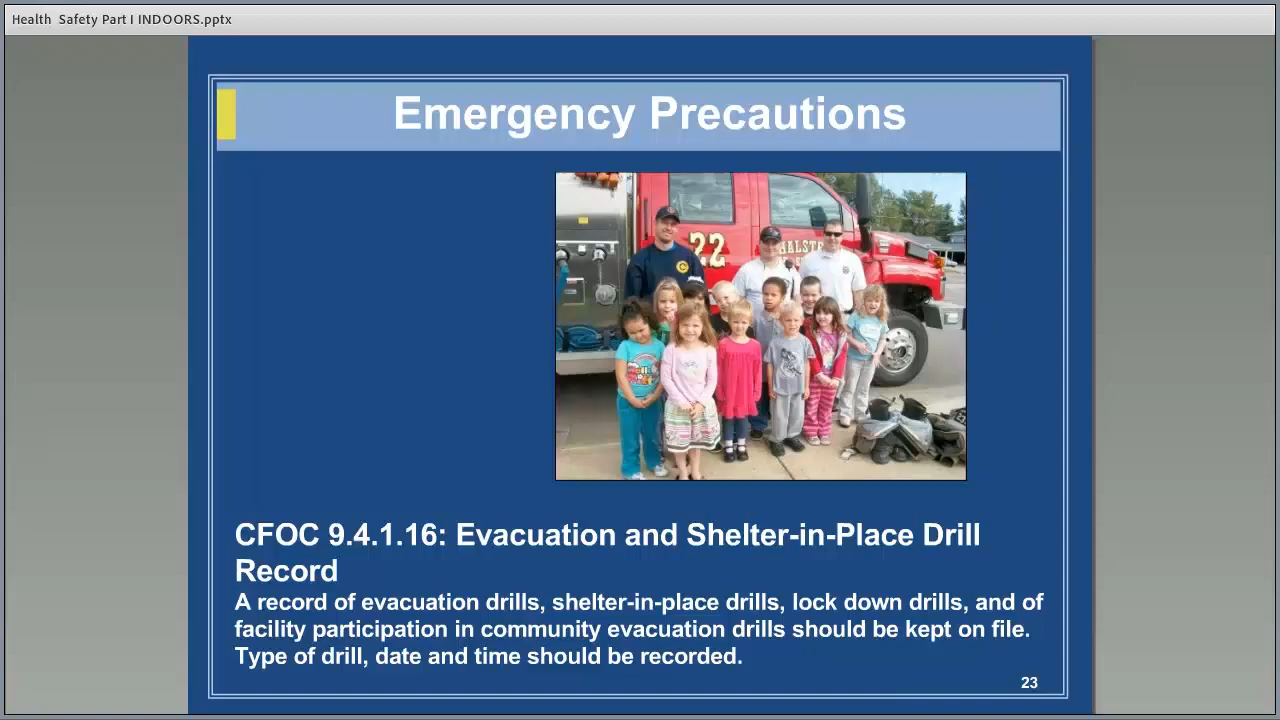 Health  Safety Part I INDOORS.pptx
Emergency Precautions
22
HALST
CFOC 9.4.1.16: Evacuation and Shelter-in-Place Drill
Record
A record of evacuation drills, shelter-in-place drills, lock down drills, and of
facility participation in community evacuation drills should be kept on file.
Type of drill, date and time should be recorded.
23